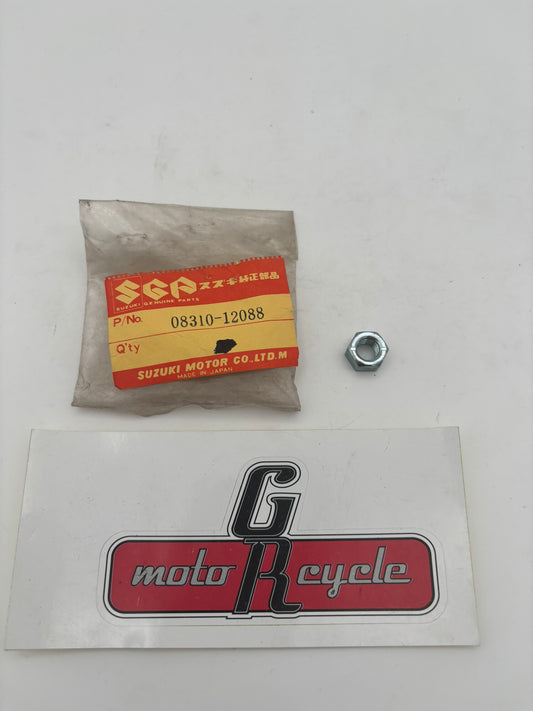 SGP スズキ純正部品
SUZUKI GENUINE PARTS
P/No. 08310-12088
Q'ty
SUZUKI MOTOR CO.,LTD.M
MADE IN JAPAN
G
moto R cycle